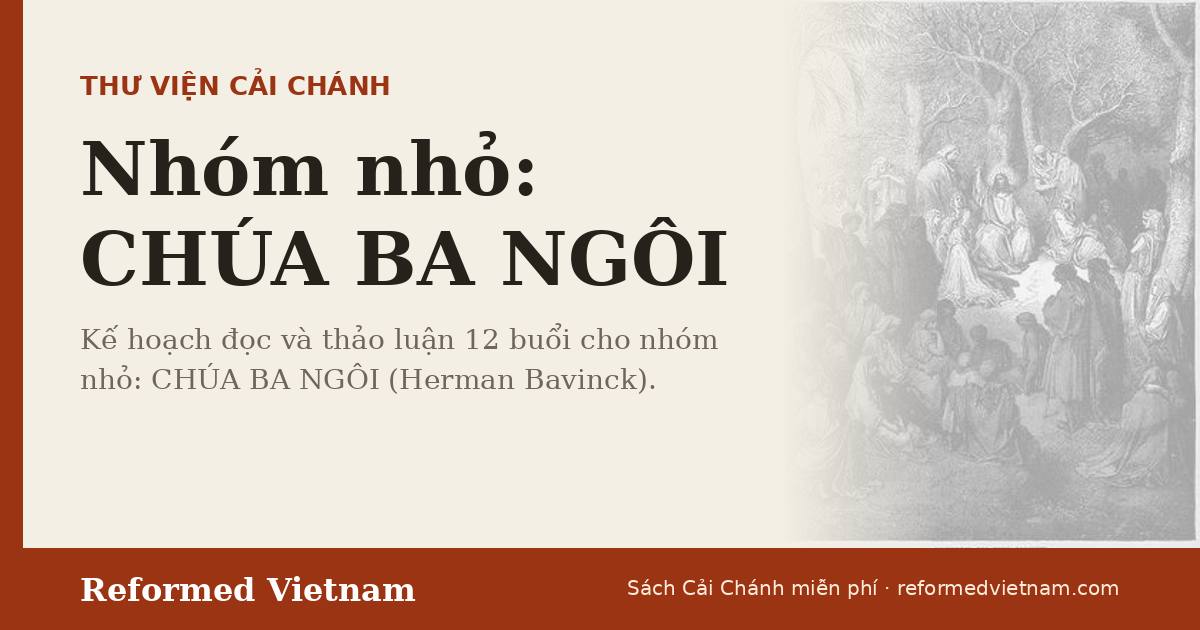 THƯ VIỆN CẢI CHÁNH
Nhóm nhỏ:
CHÚA BA NGÔI
Kế hoạch đọc và thảo luận 12 buổi cho nhóm
nhỏ: CHÚA BA NGÔI (Herman Bavinck).
Reformed Vietnam
Sách Cải Chánh miễn phí · reformedvietnam.com